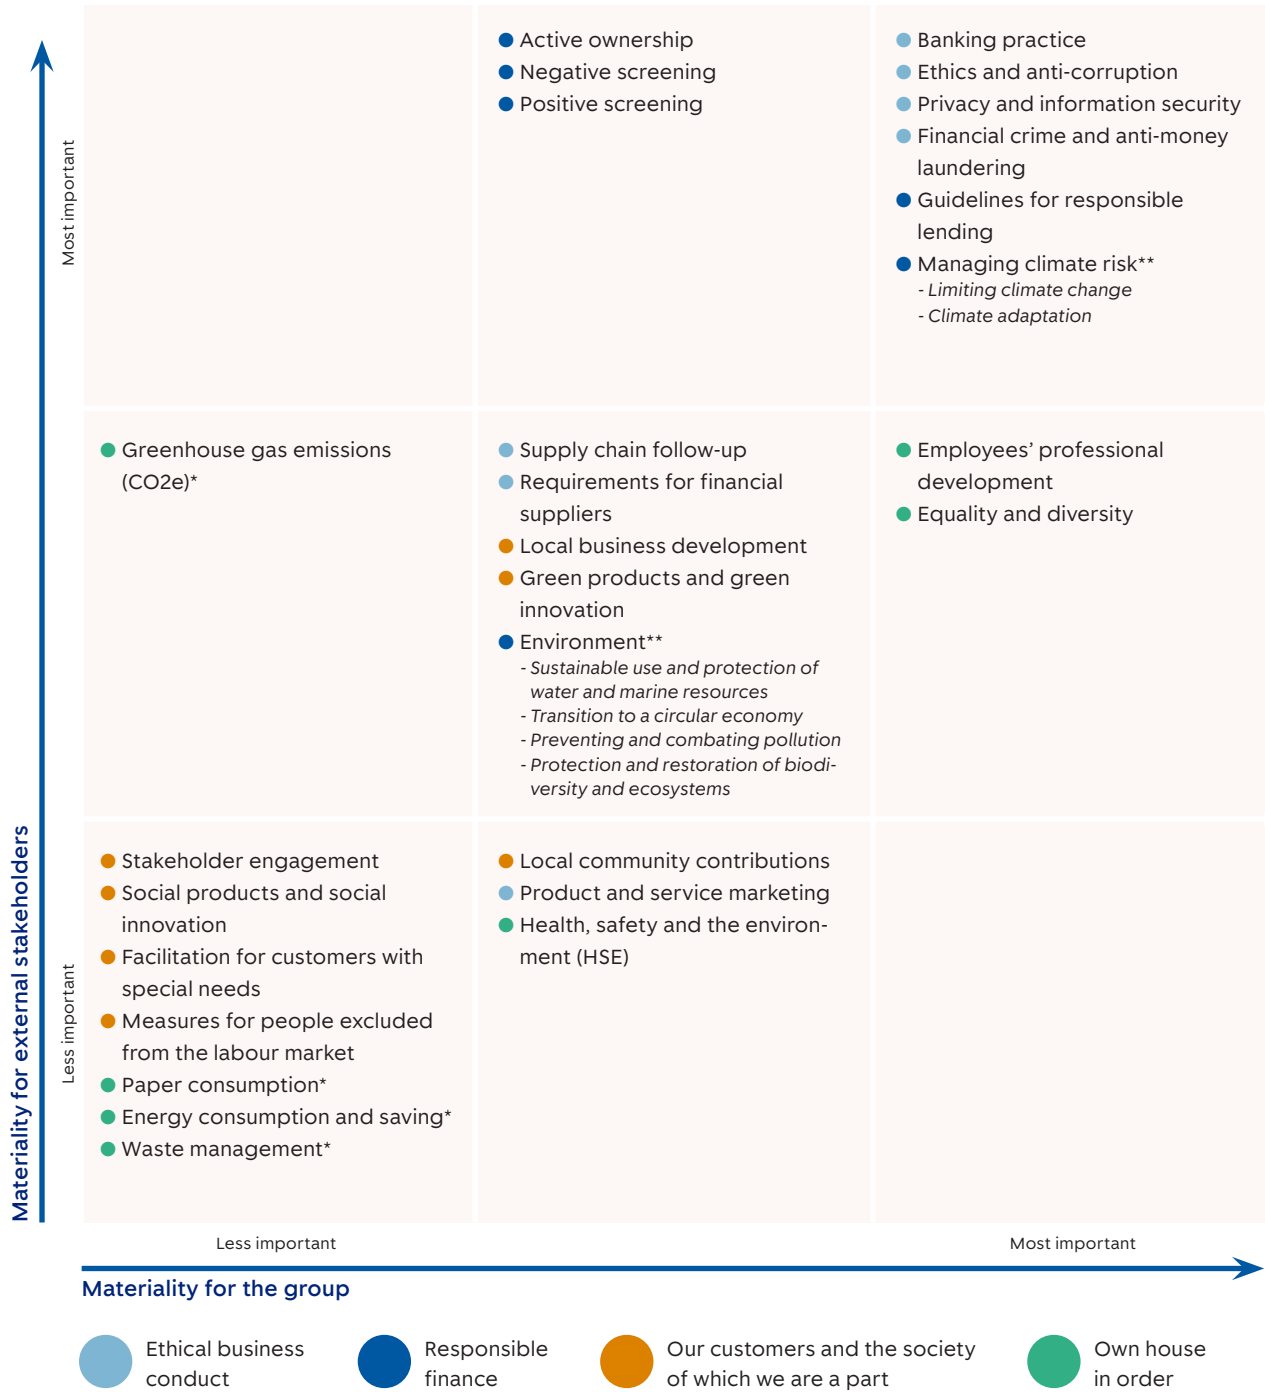 Active ownership
Negative screening
Positive screening
Banking practice
Ethics and anti-corruption
Privacy and information security
Financial crime and anti-money
laundering
Guidelines for responsible
lending
Managing climate risk**
- Limiting climate change
- Climate adaptation
Most important
Greenhouse gas emissions
(CO2e)*
Supply chain follow-up
Requirements for financial
suppliers
Local business development
Green products and green
innovation
Environment**
- Sustainable use and protection of
water and marine resources
- Transition to a circular economy
- Preventing and combating pollution
- Protection and restoration of biodi-
versity and ecosystems
Employees’ professional
development
Equality and diversity
Materiality for external stakeholders
Less important
Stakeholder engagement
Social products and social
innovation
Facilitation for customers with
special needs
Measures for people excluded
from the labour market
Paper consumption*
Energy consumption and saving*
Waste management*
Local community contributions
Product and service marketing
Health, safety and the environ-
ment (HSE)
Less important
Most important
Materiality for the group
Ethical business
conduct
Responsible
finance
Our customers and the society
of which we are a part
Own house
in order